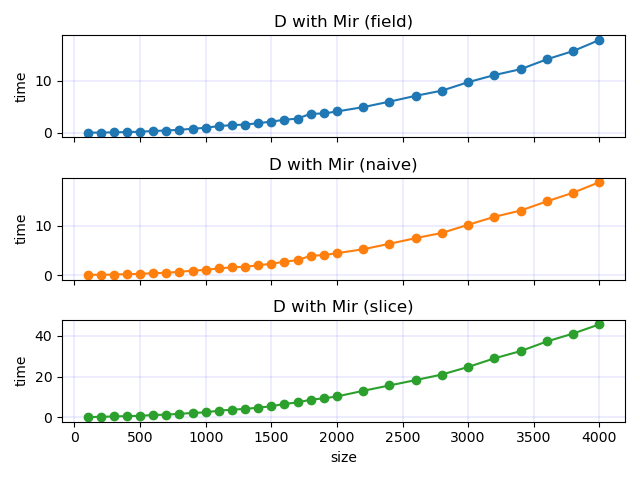 D with Mir (field)
time
10
0
D with Mir (naive)
time
10
0
D with Mir (slice)
time
40
20
0
0 500 1000 1500 2000 2500 3000 3500 4000
size